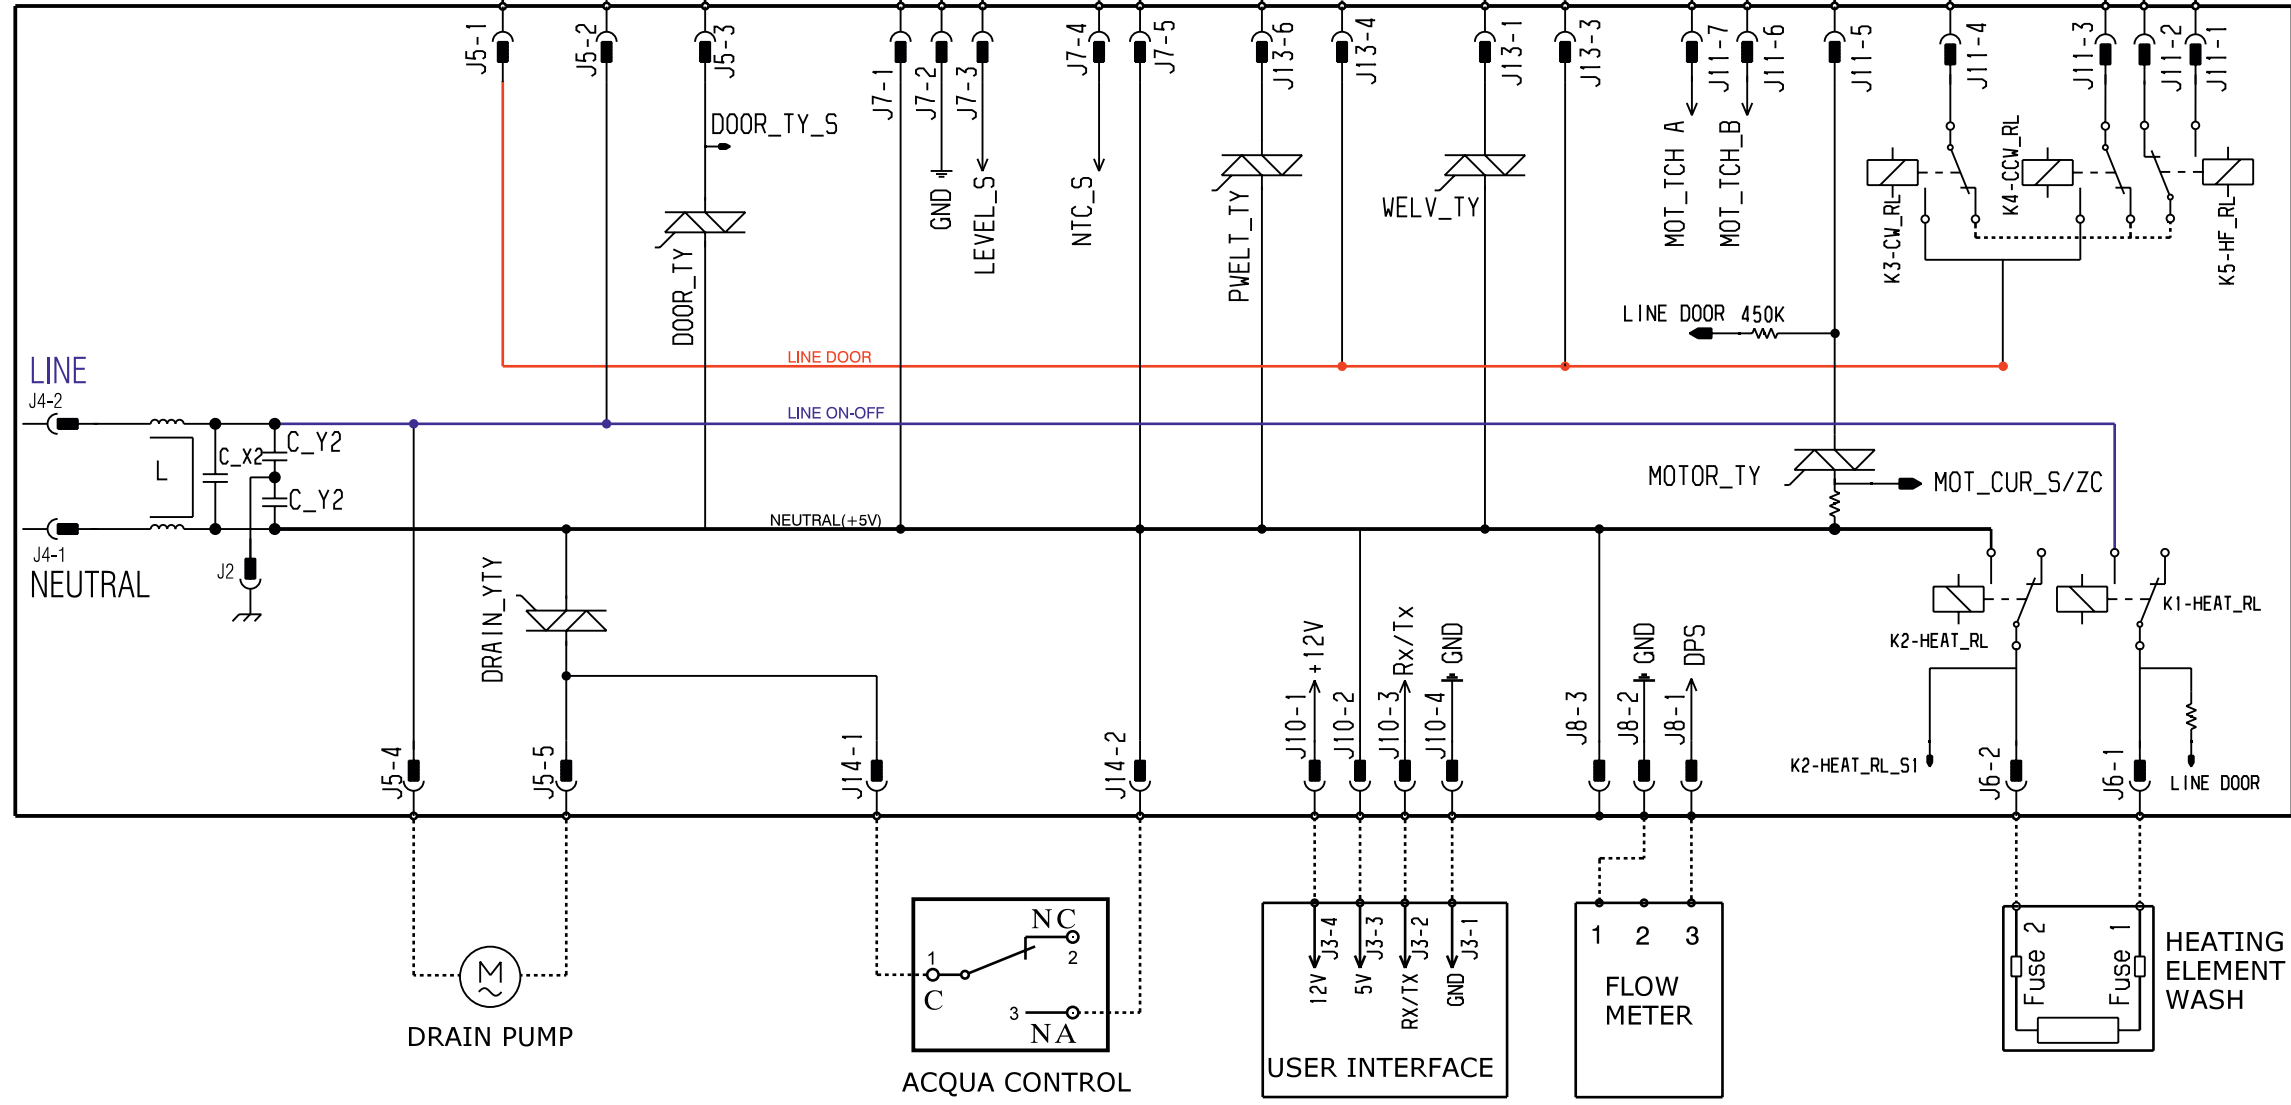 J5-1
J5-2
J5-3
J7-1
J7-2
J7-3
J7-4
J7-5
J13-6
J13-4
J13-1
J13-3
J11-7
J11-6
J11-5
J11-4
J11-3
J11-2
J11-1
DOOR_TY_S
DOOR_TY
GND
LEVEL_S
NTC_S
PWELT_TY
WELV_TY
MOT_TCH A
MOT_TCH_B
K3-CW_RL
K4-CCW_RL
K5-HF_RL
LINE DOOR 450K
LINE DOOR
LINE
J4-2
LINE ON-OFF
L
C_X2
C_Y2
C_Y2
MOTOR_TY
MOT_CUR_S/ZC
NEUTRAL(+5V)
J4-1
NEUTRAL
J2
DRAIN_YTY
+12V
Rx/Tx
GND
GND
DPS
K2-HEAT_RL
K1-HEAT_RL
J5-4
J5-5
J14-1
J14-2
J10-1
J10-2
J10-3
J10-4
J8-3
J8-2
J8-1
K2-HEAT_RL_S1
J6-2
J6-1
LINE DOOR
M
DRAIN PUMP
NC
1
2
C
3
NA
ACQUA CONTROL
J3-4
J3-3
J3-2
J3-1
12V
5V
RX/TX
GND
USER INTERFACE
1 2 3
FLOW
METER
Fuse 2
Fuse 1
HEATING
ELEMENT
WASH